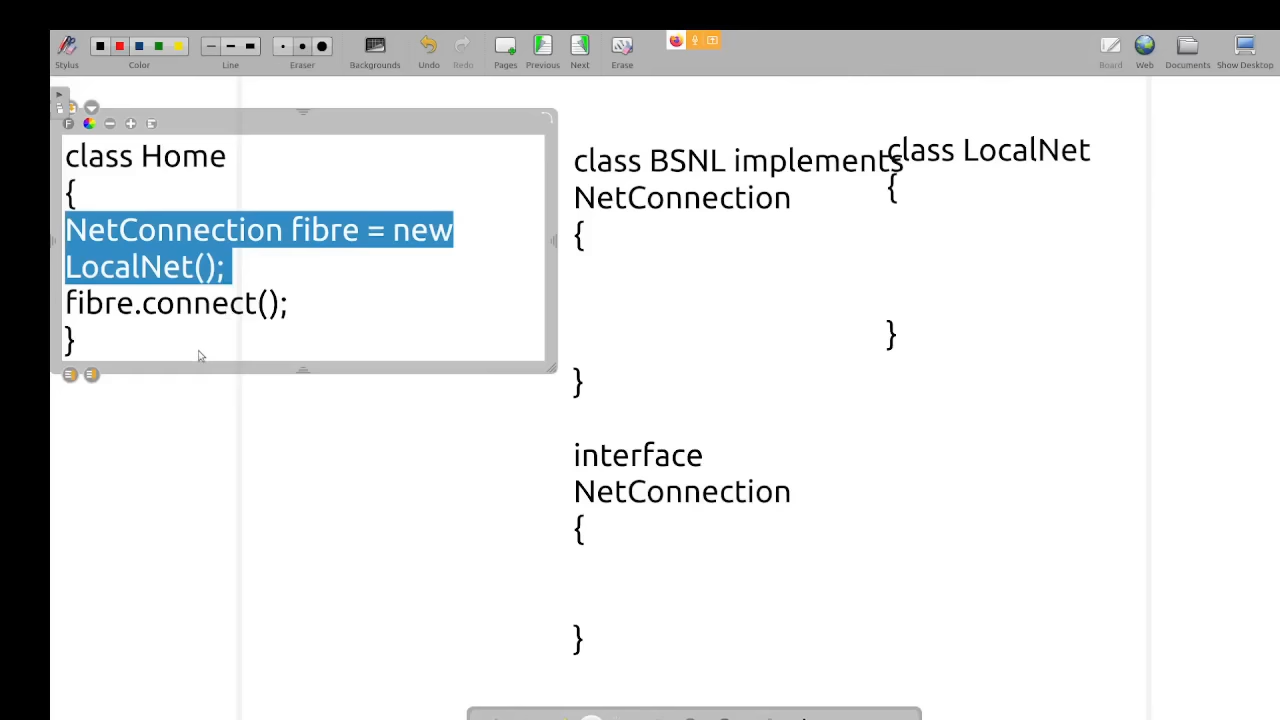 Stylus
Color
Line
Eraser
Backgrounds
Undo
Redo
Pages
Previous
Next
Erase
Board
Web
Documents
Show Desktop
class Home
{
NetConnection fibre = new
LocalNet();
fibre.connect();
}
class BSNL implements
NetConnection
{
}
interface
NetConnection
{
}
class LocalNet
{
}